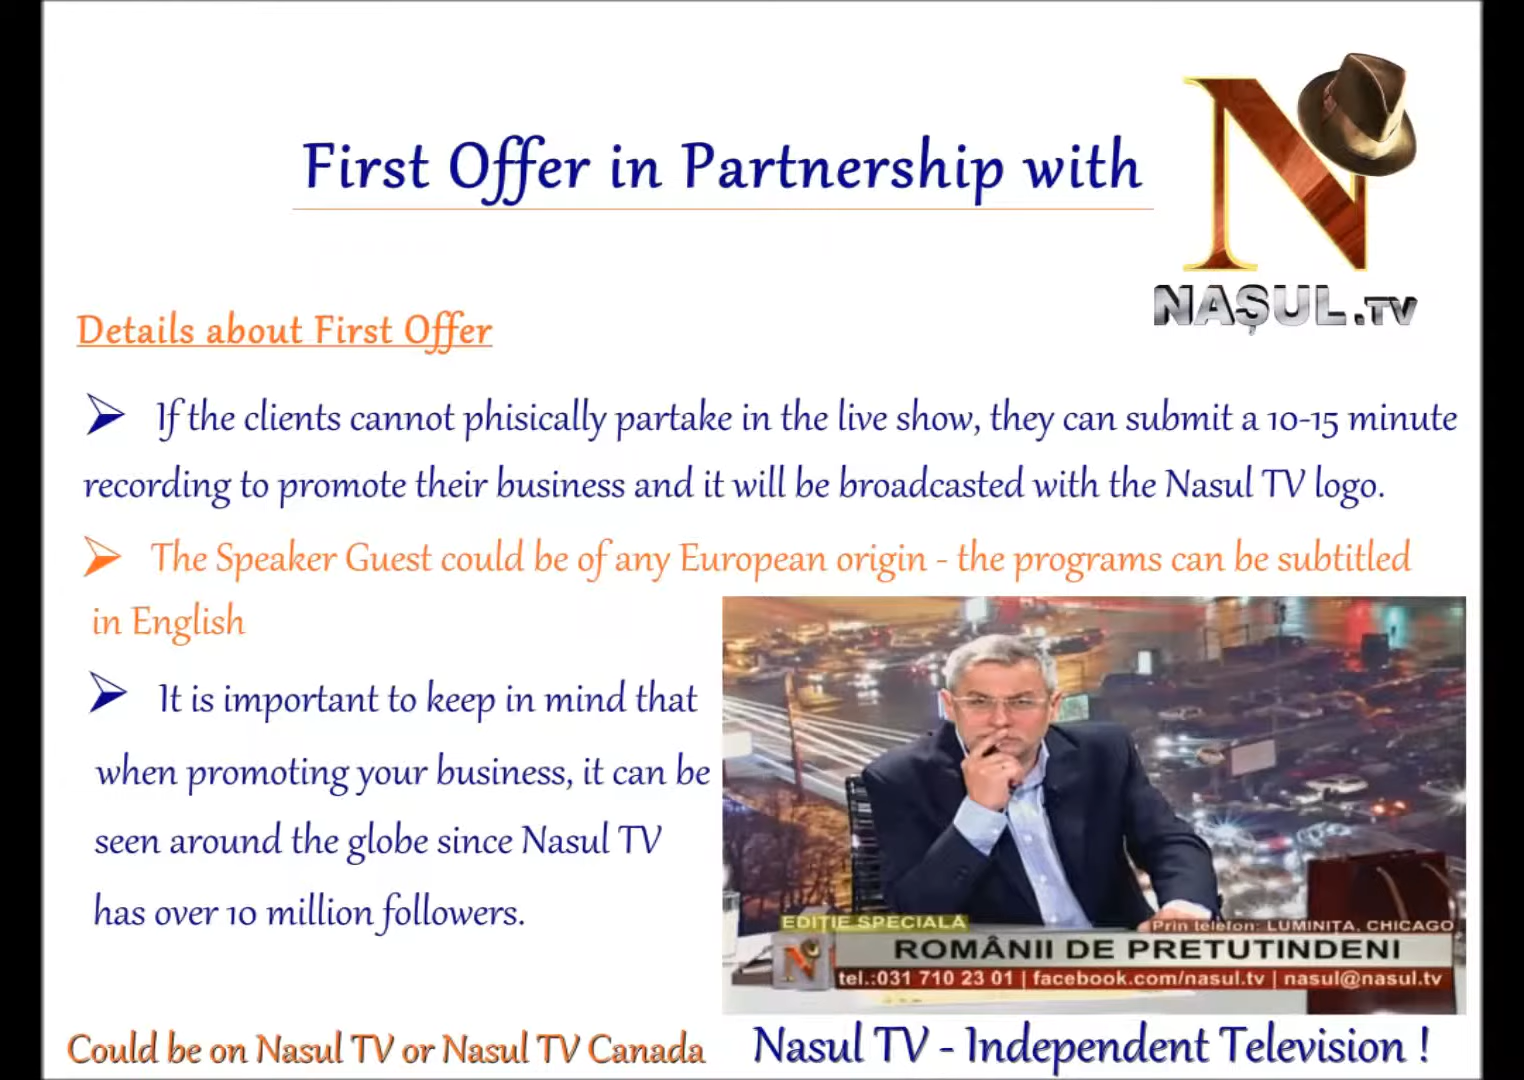 First Offer in Partnership with
N
NAȘUL.TV
Details about First Offer
If the clients cannot phisically partake in the live show, they can submit a 10-15 minute
recording to promote their business and it will be broadcasted with the Nasul TV logo.
The Speaker Guest could be of any European origin - the programs can be subtitled
in English
It is important to keep in mind that
when promoting your business, it can be
seen around the globe since Nasul TV
has over 10 million followers.
EDIȚIE SPECIALĂ
Prin telefon: LUMINIȚA, CHICAGO
N
ROMÂNII DE PRETUTINDENI
tel.:031 710 23 01 | facebook.com/nasul.tv | nasul@nasul.tv
Could be on Nasul TV or Nasul TV Canada
Nasul TV - Independent Television !